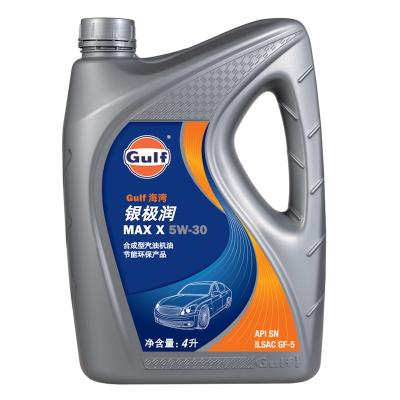 Gulf
Gulf 海湾
银极润
MAX X 5W-30
合成型汽油机油
节能环保产品
API SN
ILSAC GF-5
净含量：4升
Gulf